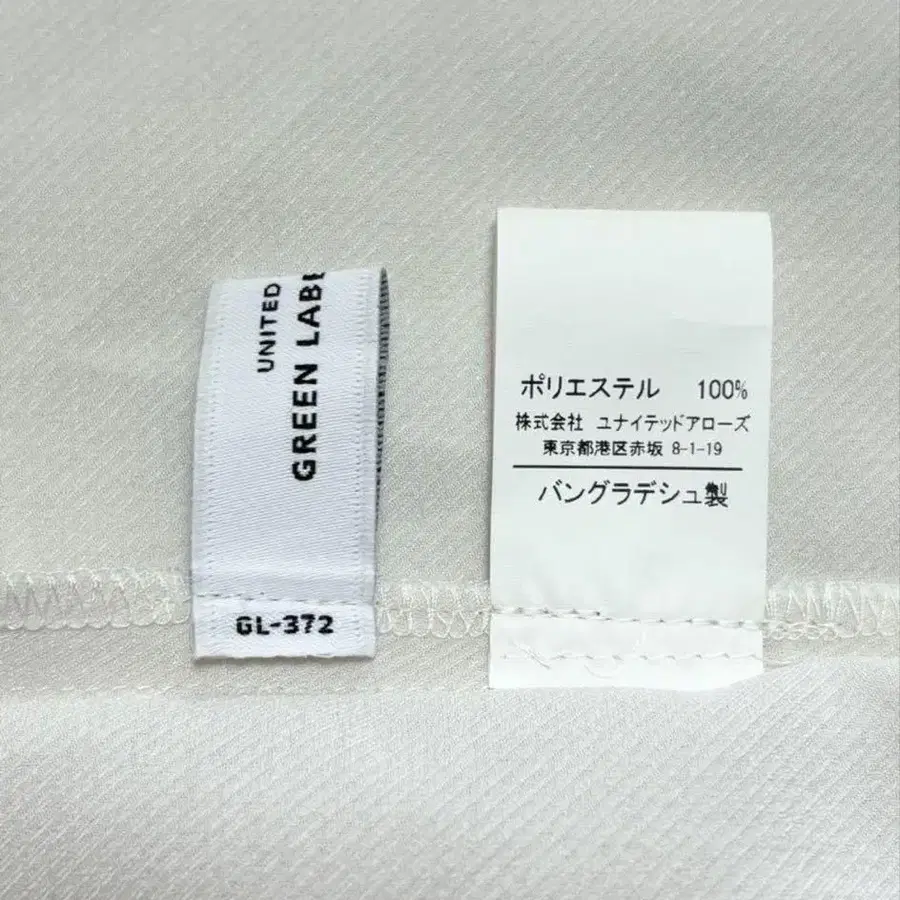 UNITED
GREEN LABE
GL-372
ポリエステル 100%
株式会社 ユナイテッドアローズ
東京都港区赤坂 8-1-19
バングラデシュ製